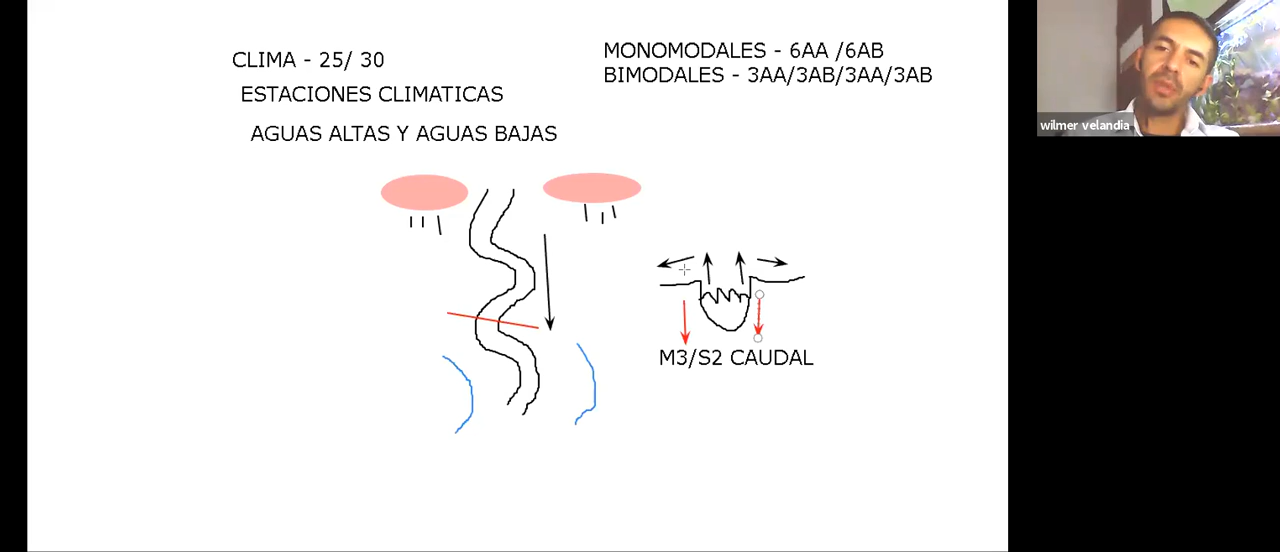 CLIMA - 25/ 30
ESTACIONES CLIMATICAS
AGUAS ALTAS Y AGUAS BAJAS
MONOMODALES - 6AA /6AB
BIMODALES - 3AA/3AB/3AA/3AB
M3/S2 CAUDAL
wilmer velandia